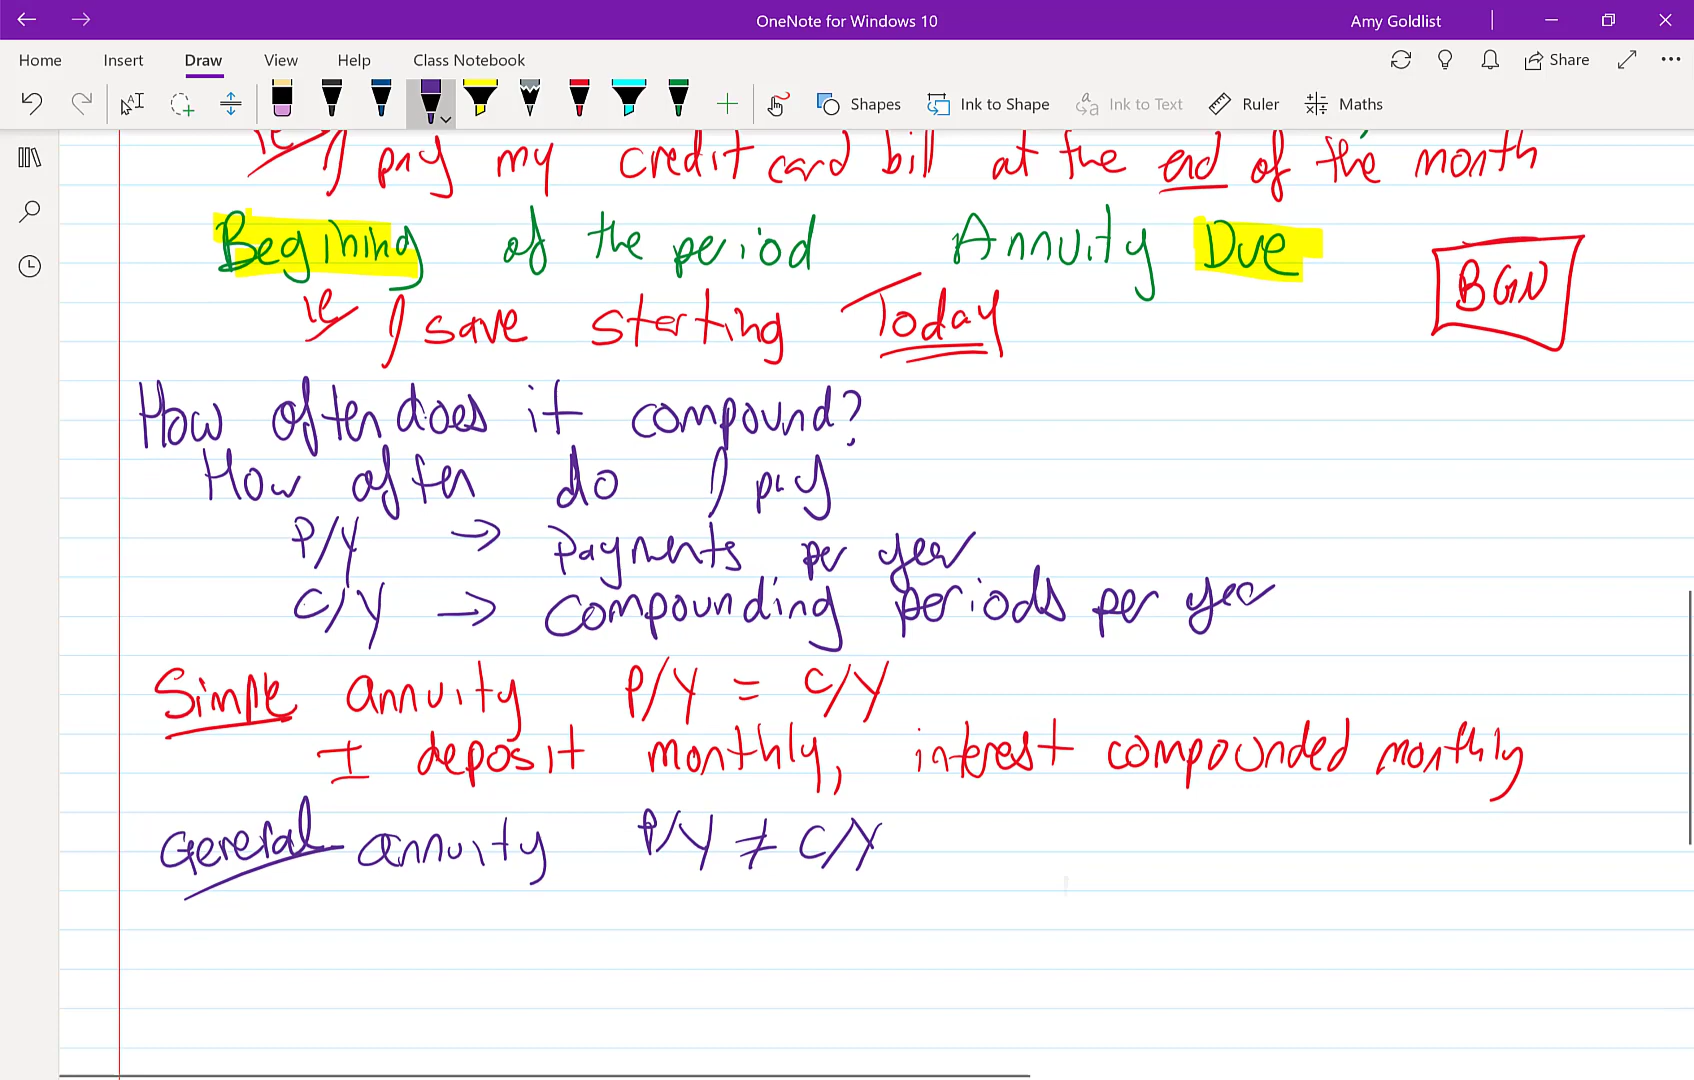 OneNote for Windows 10
Amy Goldlist
Home Insert Draw View Help Class Notebook
Share
Shapes Ink to Shape Ink to Text Ruler Maths
ie I pay my credit card bill at the end of the month
Begining of the period Annuity Due
BGN
ie I save starting Today
How often does it compound?
How often do I pay
P/Y → Payments per year
C/Y → Compounding periods per year
Simple annuity P/Y = C/Y
I deposit monthly, interest compounded monthly
General annuity P/Y ≠ C/Y